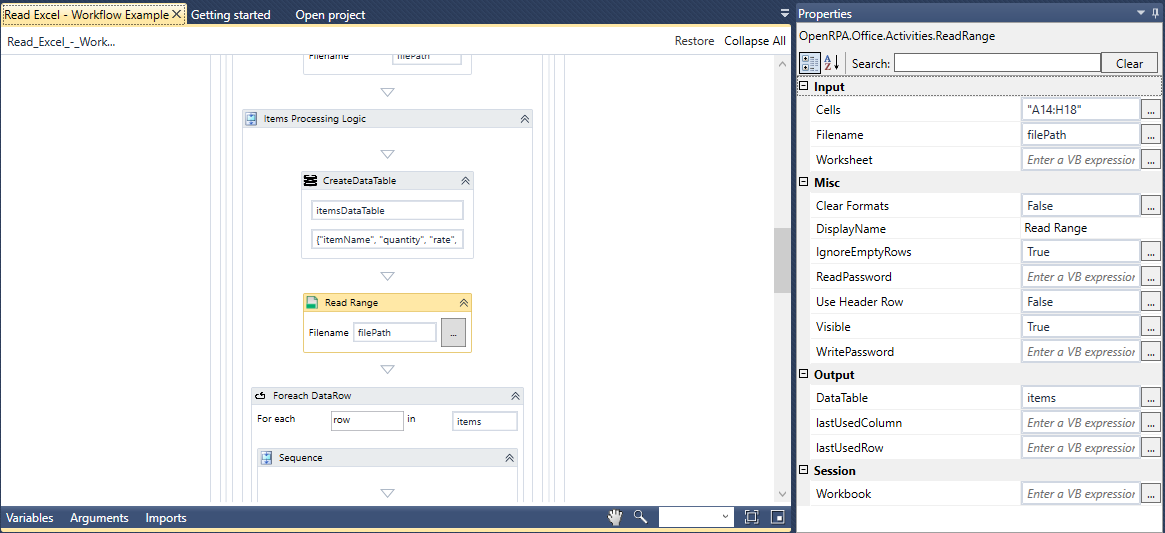 Read Excel - Workflow Example
Getting started
Open project
Read_Excel_-_Work...
Restore
Collapse All
Filename
filePath
Items Processing Logic
CreateDataTable
itemsDataTable
{"itemName", "quantity", "rate",
Read Range
Filename
filePath
...
Foreach DataRow
For each
row
in
items
Sequence
Variables
Arguments
Imports
Properties
OpenRPA.Office.Activities.ReadRange
Search:
Clear
Input
Cells
"A14:H18"
...
Filename
filePath
...
Worksheet
Enter a VB expression
...
Misc
Clear Formats
False
...
DisplayName
Read Range
IgnoreEmptyRows
True
...
ReadPassword
Enter a VB expression
...
Use Header Row
False
...
Visible
True
...
WritePassword
Enter a VB expression
...
Output
DataTable
items
...
lastUsedColumn
Enter a VB expression
...
lastUsedRow
Enter a VB expression
...
Session
Workbook
Enter a VB expression
...